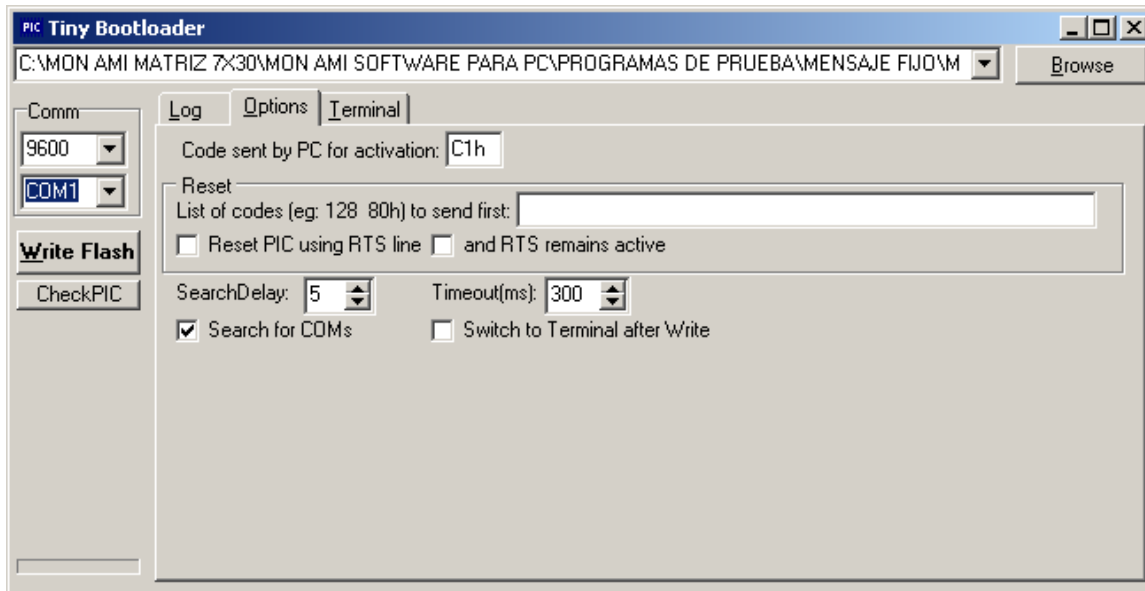 PIC Tiny Bootloader
C:\MON AMI MATRIZ 7X30\MON AMI SOFTWARE PARA PC\PROGRAMAS DE PRUEBA\MENSAJE FIJO\M Browse
Comm
9600
COM1
Write Flash
CheckPIC
Log Options Terminal
Code sent by PC for activation: C1h
Reset
List of codes (eg: 128 80h) to send first:
Reset PIC using RTS line and RTS remains active
SearchDelay: 5 Timeout(ms): 300
Search for COMs Switch to Terminal after Write